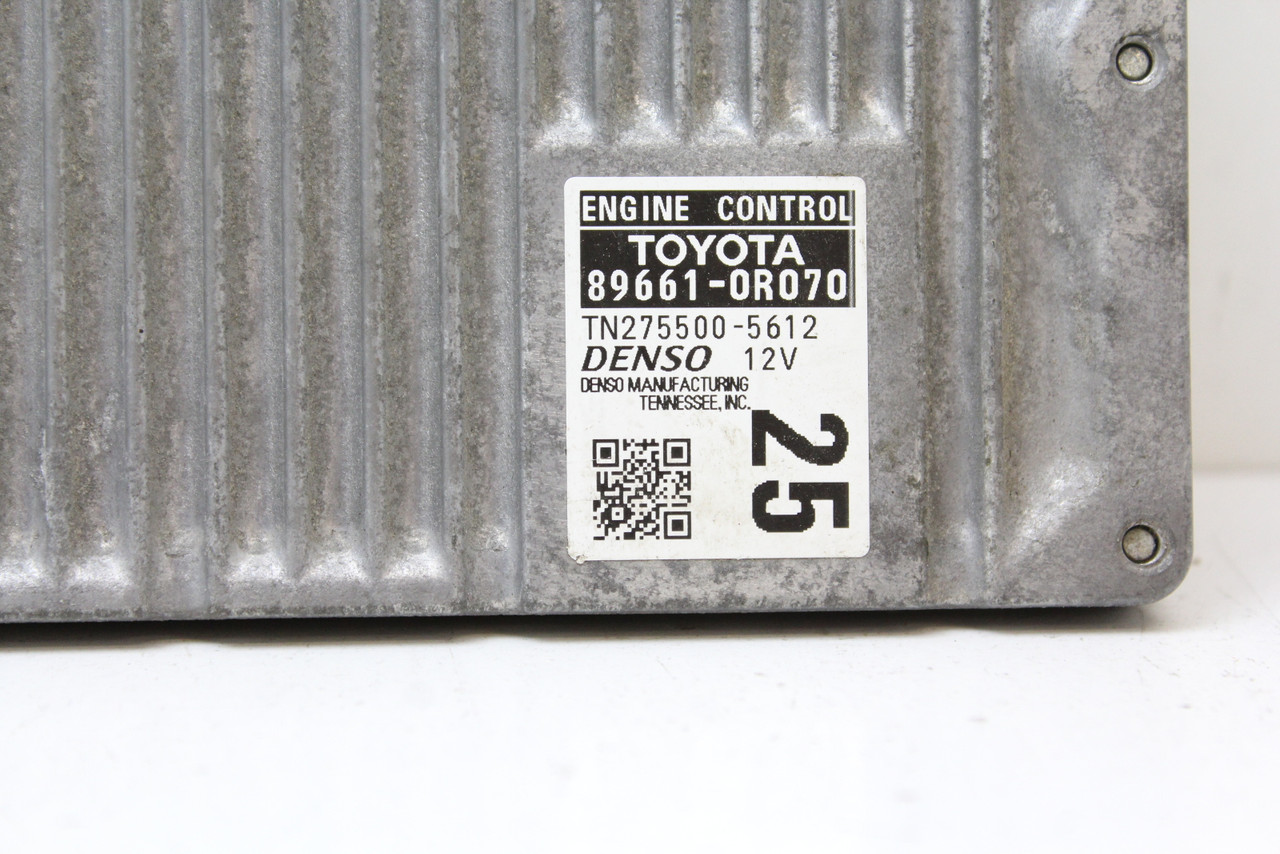 ENGINE CONTROL
TOYOTA
89661-0R070
TN275500-5612
DENSO 12V
DENSO MANUFACTURING
TENNESSEE, INC.
25